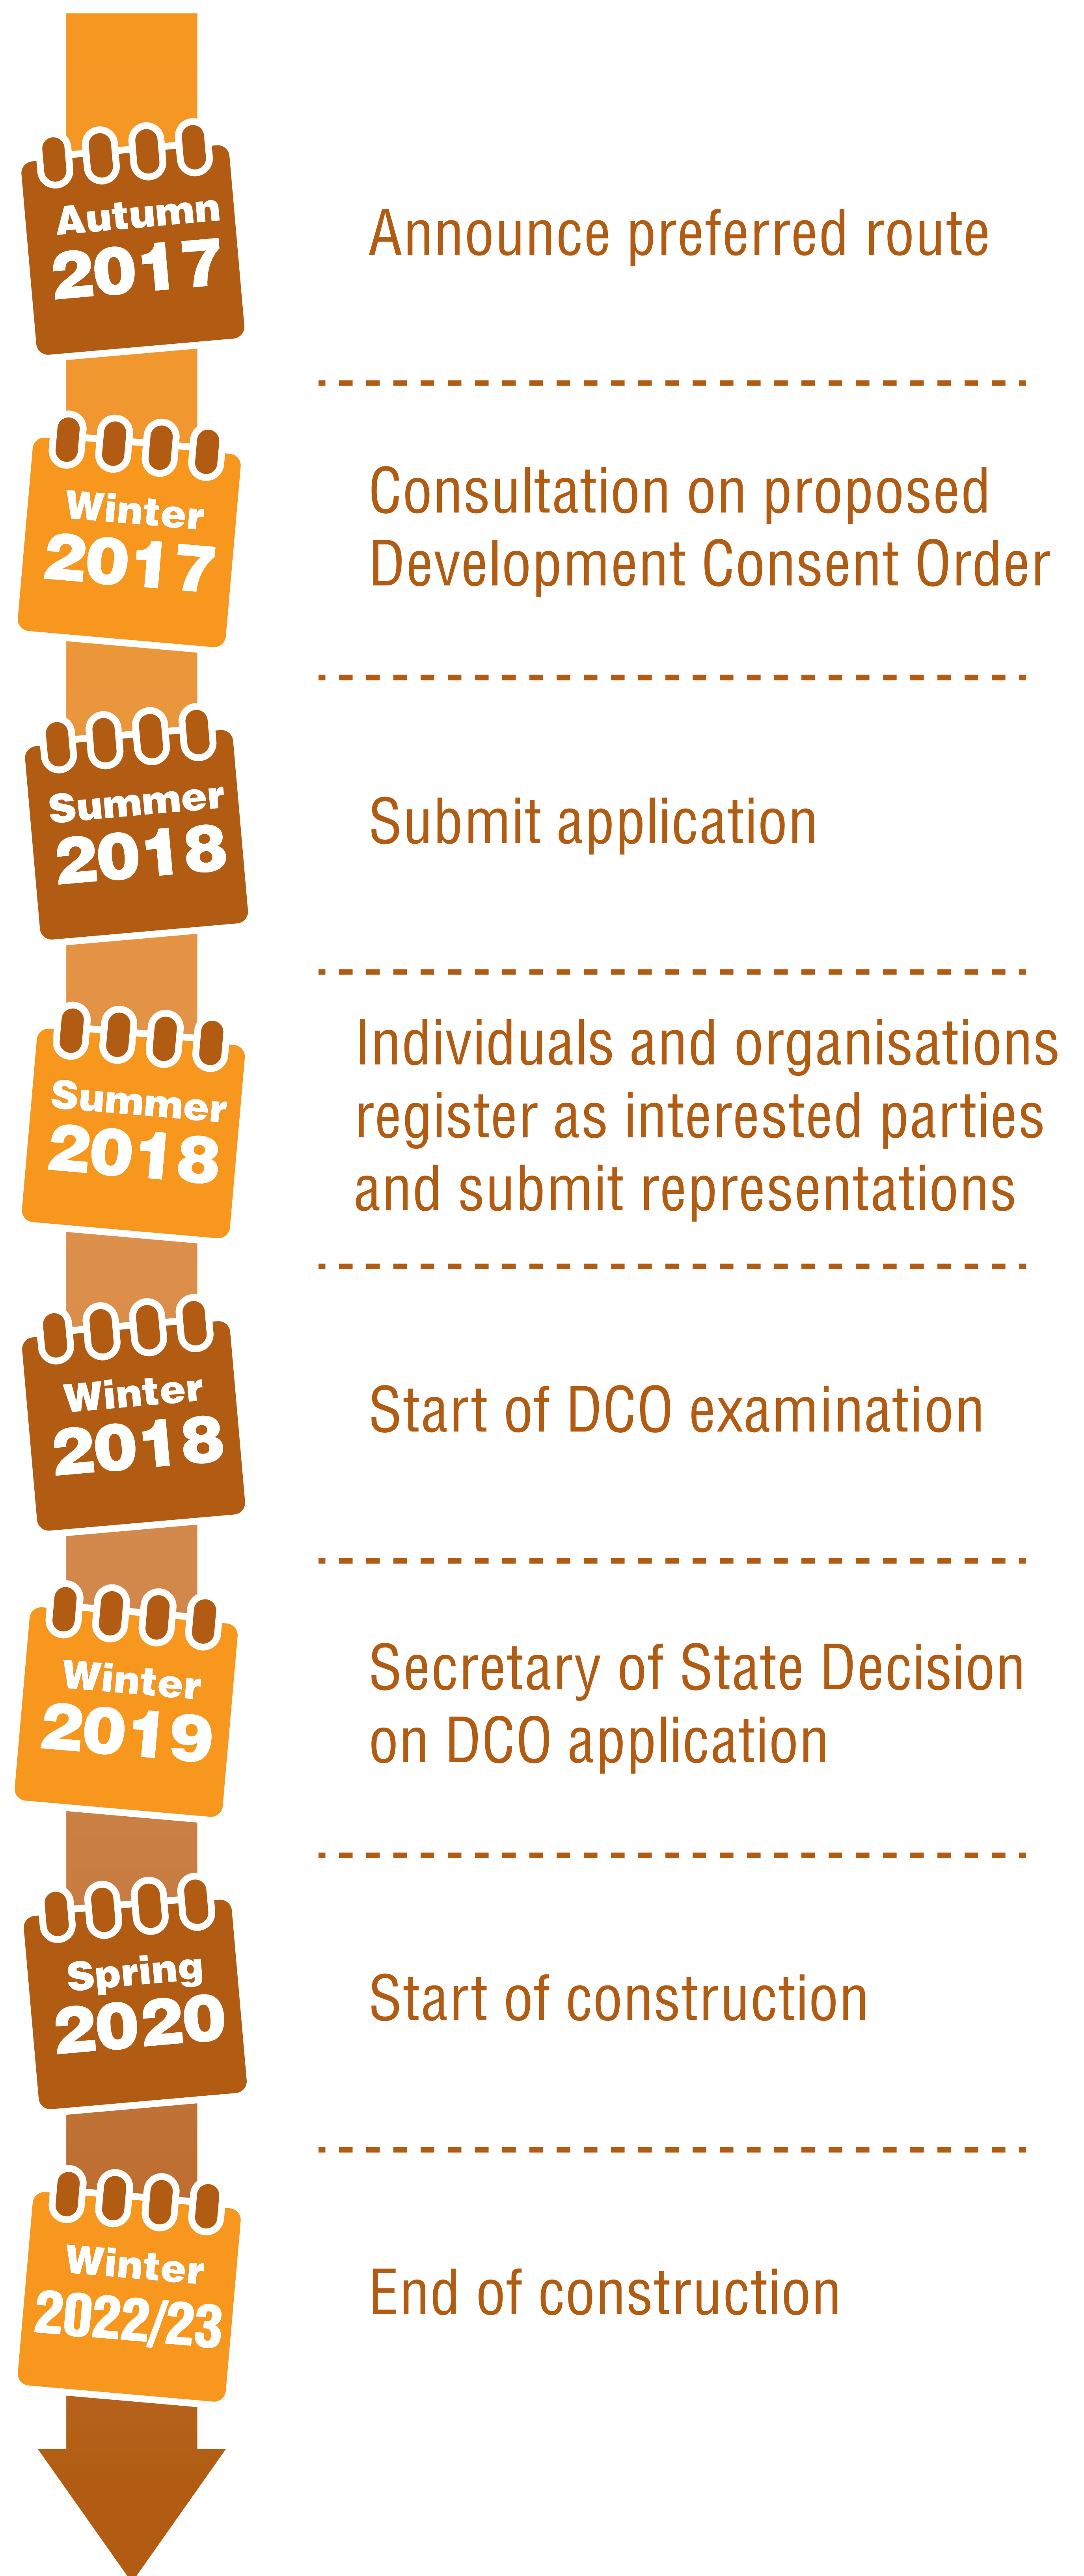 Autumn
2017
Announce preferred route
Winter
2017
Consultation on proposed
Development Consent Order
Summer
2018
Submit application
Summer
2018
Individuals and organisations
register as interested parties
and submit representations
Winter
2018
Start of DCO examination
Winter
2019
Secretary of State Decision
on DCO application
Spring
2020
Start of construction
Winter
2022/23
End of construction